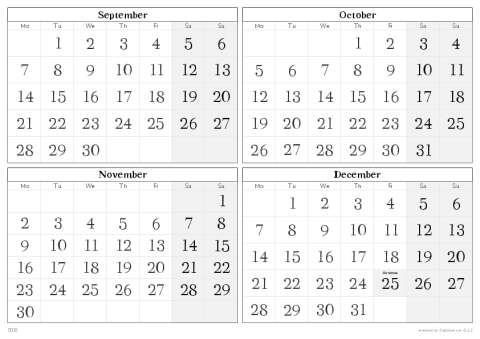 September
Mo Tu We Th Fr Sa Su
1 2 3 4 5 6
7 8 9 10 11 12 13
14 15 16 17 18 19 20
21 22 23 24 25 26 27
28 29 30
October
Mo Tu We Th Fr Sa Su
1 2 3 4
5 6 7 8 9 10 11
12 13 14 15 16 17 18
19 20 21 22 23 24 25
26 27 28 29 30 31
November
Mo Tu We Th Fr Sa Su
1
2 3 4 5 6 7 8
9 10 11 12 13 14 15
16 17 18 19 20 21 22
23 24 25 26 27 28 29
30
December
Mo Tu We Th Fr Sa Su
1 2 3 4 5 6
7 8 9 10 11 12 13
14 15 16 17 18 19 20
Christmas
21 22 23 24 25 26 27
28 29 30 31